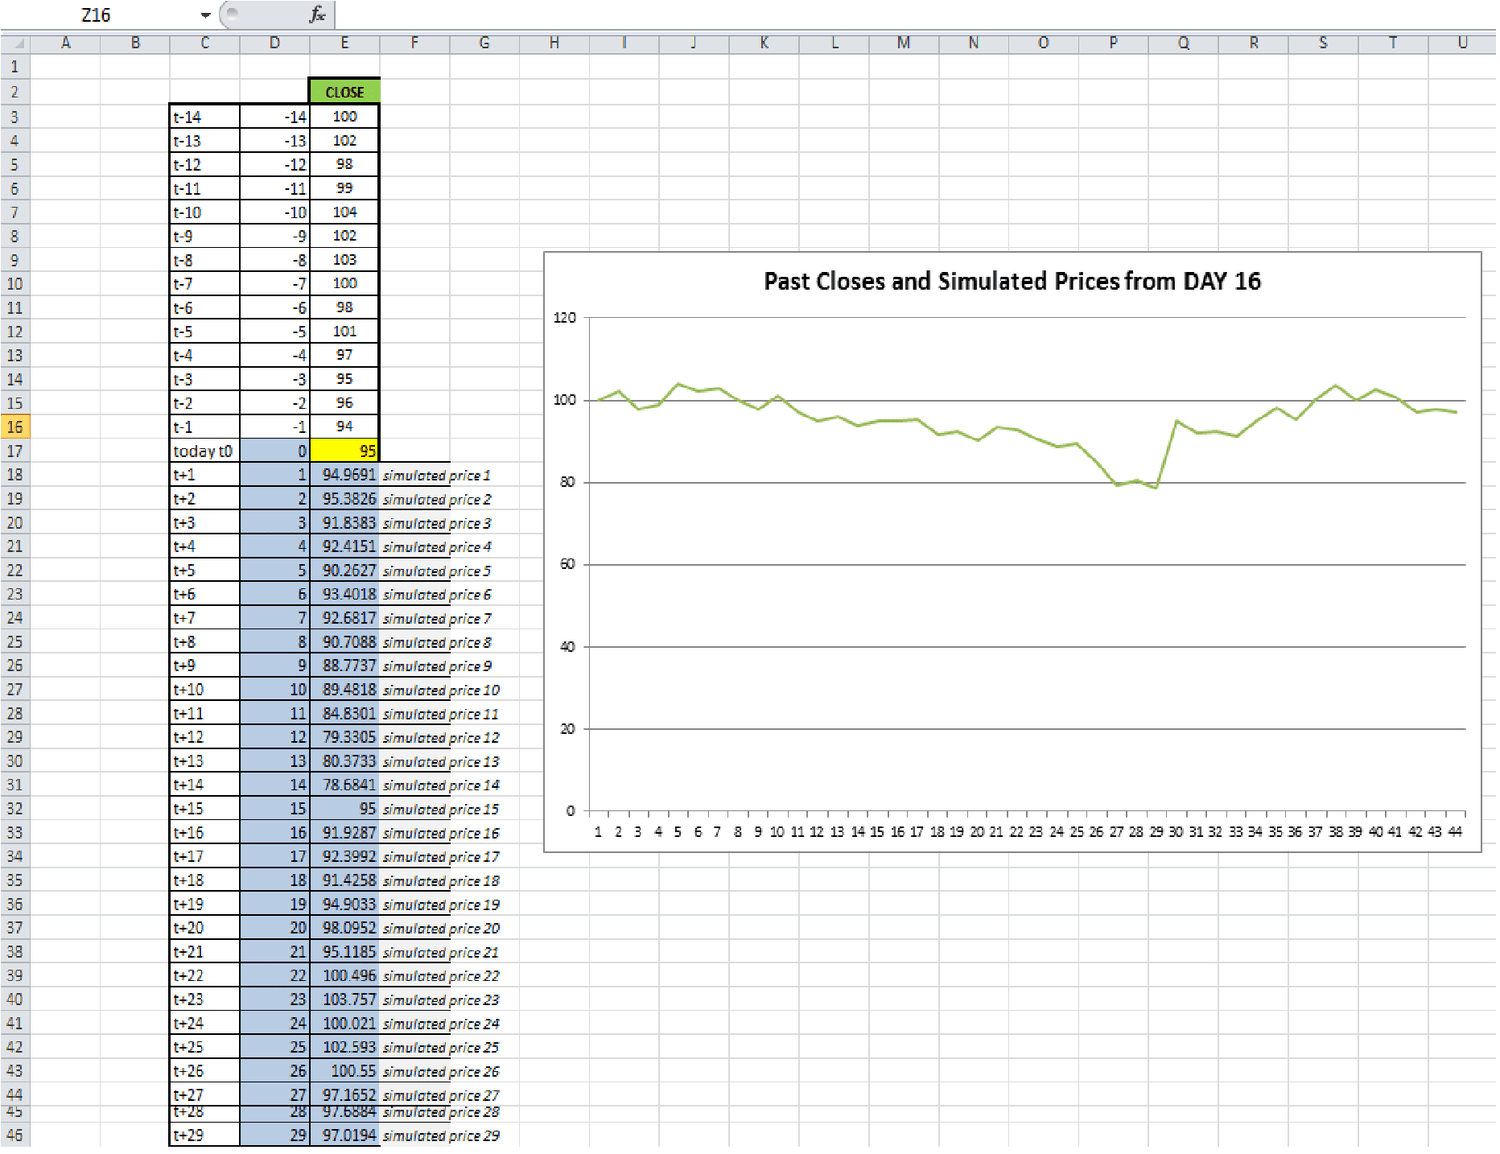 Z16 fx
A B C D E F G H I J K L M N O P Q R S T U
1
2 CLOSE
3 t-14 -14 100
4 t-13 -13 102
5 t-12 -12 98
6 t-11 -11 99
7 t-10 -10 104
8 t-9 -9 102
9 t-8 -8 103
10 t-7 -7 100
11 t-6 -6 98
12 t-5 -5 101
13 t-4 -4 97
14 t-3 -3 95
15 t-2 -2 96
16 t-1 -1 94
17 today t0 0 95
18 t+1 1 94.9691 simulated price 1
19 t+2 2 95.3826 simulated price 2
20 t+3 3 91.8383 simulated price 3
21 t+4 4 92.4151 simulated price 4
22 t+5 5 90.2627 simulated price 5
23 t+6 6 93.4018 simulated price 6
24 t+7 7 92.6817 simulated price 7
25 t+8 8 90.7088 simulated price 8
26 t+9 9 88.7737 simulated price 9
27 t+10 10 89.4818 simulated price 10
28 t+11 11 84.8301 simulated price 11
29 t+12 12 79.3305 simulated price 12
30 t+13 13 80.3733 simulated price 13
31 t+14 14 78.6841 simulated price 14
32 t+15 15 95 simulated price 15
33 t+16 16 91.9287 simulated price 16
34 t+17 17 92.3992 simulated price 17
35 t+18 18 91.4258 simulated price 18
36 t+19 19 94.9033 simulated price 19
37 t+20 20 98.0952 simulated price 20
38 t+21 21 95.1185 simulated price 21
39 t+22 22 100.496 simulated price 22
40 t+23 23 103.757 simulated price 23
41 t+24 24 100.021 simulated price 24
42 t+25 25 102.593 simulated price 25
43 t+26 26 100.55 simulated price 26
44 t+27 27 97.1652 simulated price 27
45 t+28 28 97.6884 simulated price 28
46 t+29 29 97.0194 simulated price 29
Past Closes and Simulated Prices from DAY 16
120
100
80
60
40
20
0
1 2 3 4 5 6 7 8 9 10 11 12 13 14 15 16 17 18 19 20 21 22 23 24 25 26 27 28 29 30 31 32 33 34 35 36 37 38 39 40 41 42 43 44